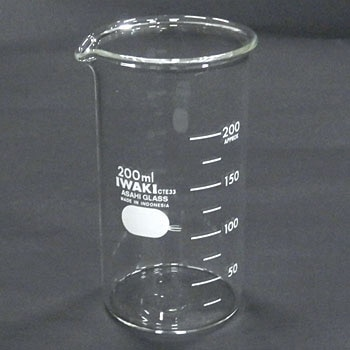 200
APPROX
150
100
50
200ml
IWAKI CTE33
ASAHI GLASS
MADE IN INDONESIA